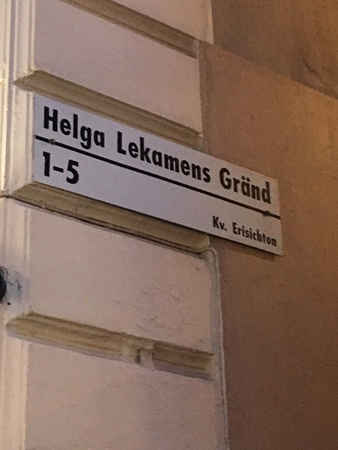 Helga Lekamens Gränd
1-5
Kv. Erisichton